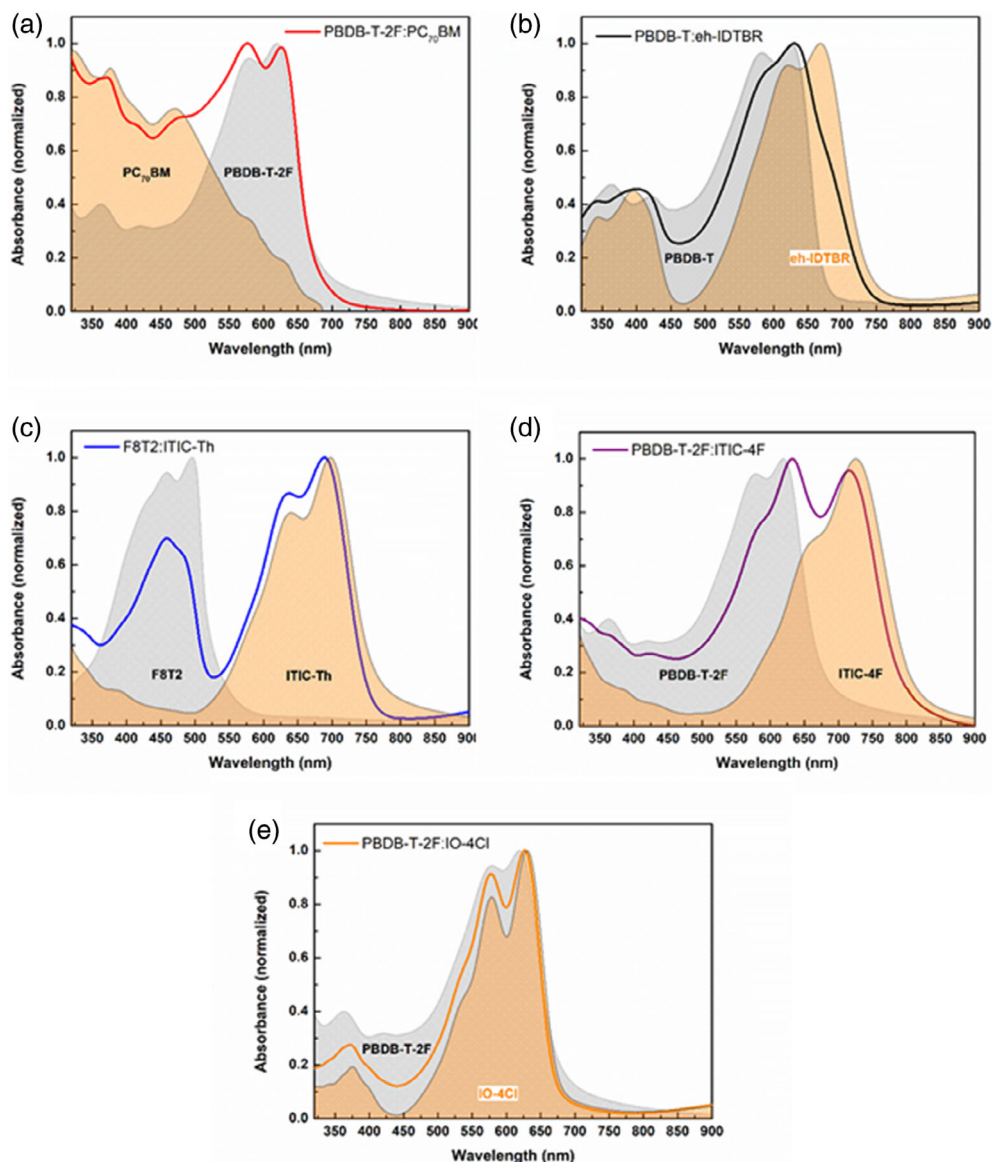 (a)
PBDB-T-2F:PC₇₀BM
Absorbance (normalized)
1.0
0.8
0.6
0.4
0.2
0.0
PC₇₀BM
PBDB-T-2F
350 400 450 500 550 600 650 700 750 800 850 900
Wavelength (nm)
(b)
PBDB-T:eh-IDTBR
Absorbance (normalized)
1.0
0.8
0.6
0.4
0.2
0.0
PBDB-T
eh-IDTBR
350 400 450 500 550 600 650 700 750 800 850 900
Wavelength (nm)
(c)
F8T2:ITIC-Th
Absorbance (normalized)
1.0
0.8
0.6
0.4
0.2
0.0
F8T2
ITIC-Th
350 400 450 500 550 600 650 700 750 800 850 900
Wavelength (nm)
(d)
PBDB-T-2F:ITIC-4F
Absorbance (normalized)
1.0
0.8
0.6
0.4
0.2
0.0
PBDB-T-2F
ITIC-4F
350 400 450 500 550 600 650 700 750 800 850 900
Wavelength (nm)
(e)
PBDB-T-2F:IO-4Cl
Absorbance (normalized)
1.0
0.8
0.6
0.4
0.2
0.0
PBDB-T-2F
IO-4Cl
350 400 450 500 550 600 650 700 750 800 850 900
Wavelength (nm)